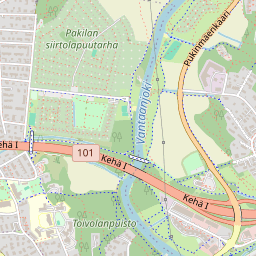 Pakilan
siirtolapuutarha
Pukinmäenkaari
Vantaanjoki
Kehä I
101
Kehä I
Kehä I
Toivolanpuisto